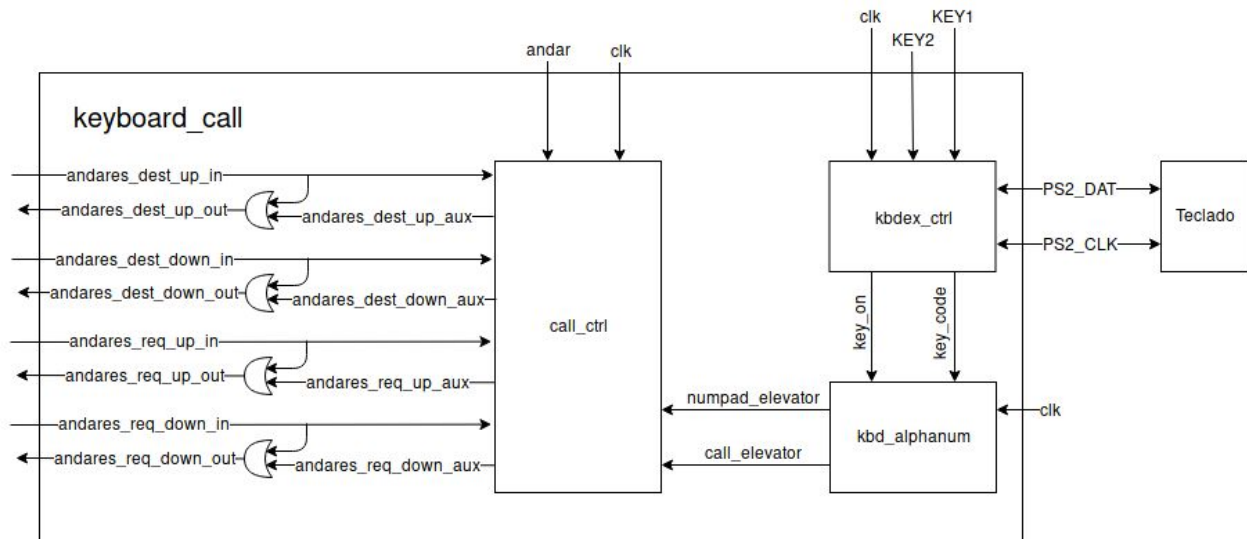 clk
KEY1
KEY2
andar
clk
keyboard_call
andares_dest_up_in
andares_dest_up_out
andares_dest_up_aux
andares_dest_down_in
andares_dest_down_out
andares_dest_down_aux
andares_req_up_in
andares_req_up_out
andares_req_up_aux
andares_req_down_in
andares_req_down_out
andares_req_down_aux
call_ctrl
kbdex_ctrl
PS2_DAT
PS2_CLK
Teclado
key_on
key_code
numpad_elevator
call_elevator
kbd_alphanum
clk